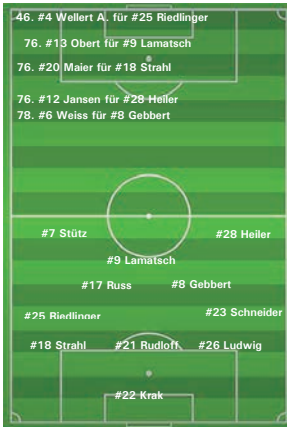 46. #4 Wellert A. für #25 Riedlinger
76. #13 Obert für #9 Lamatsch
76. #20 Maier für #18 Strahl
76. #12 Jansen für #28 Heiler
78. #6 Weiss für #8 Gebbert
#7 Stütz #28 Heiler
#9 Lamatsch
#17 Russ #8 Gebbert
#25 Riedlinger #23 Schneider
#18 Strahl #21 Rudloff #26 Ludwig
#22 Krak